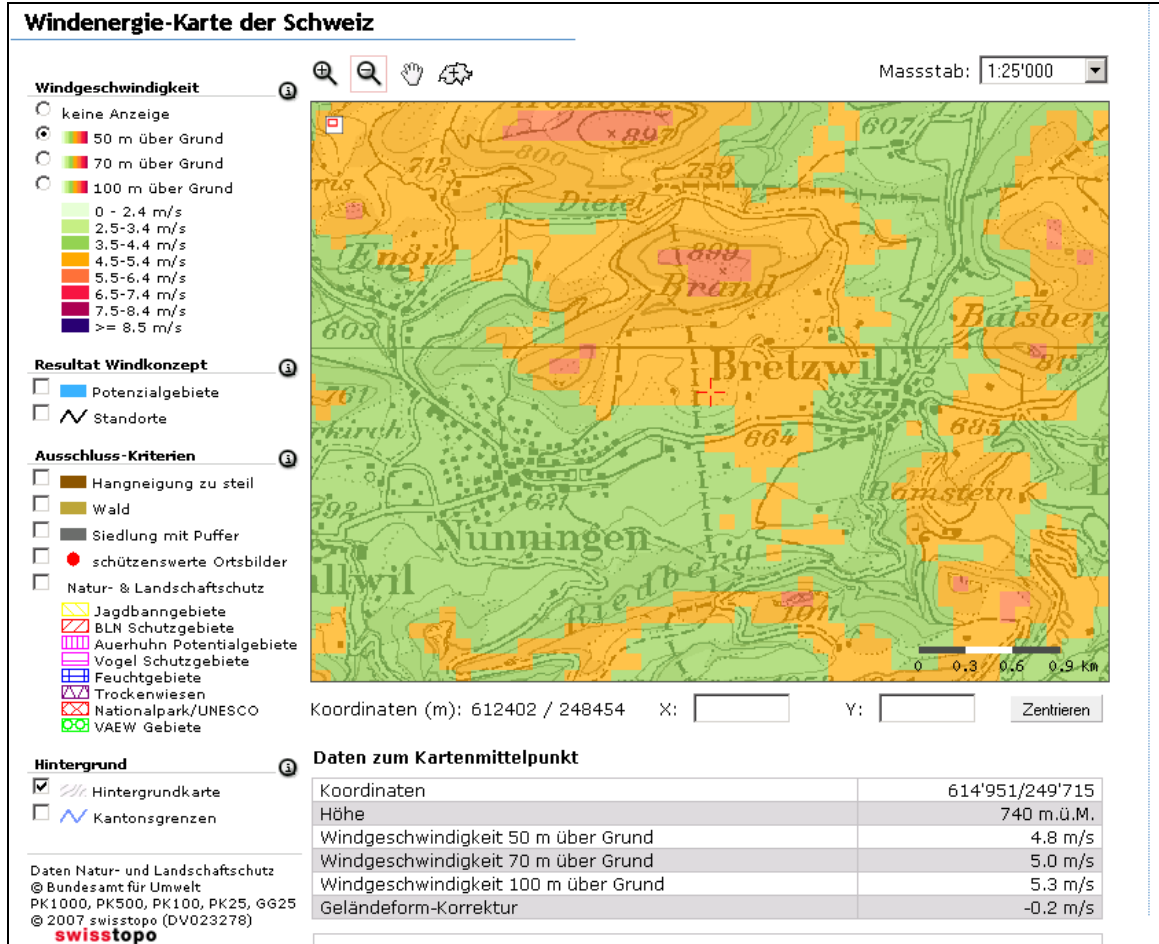 Windenergie-Karte der Schweiz
Windgeschwindigkeit
keine Anzeige
50 m über Grund
70 m über Grund
100 m über Grund
0 - 2.4 m/s
2.5-3.4 m/s
3.5-4.4 m/s
4.5-5.4 m/s
5.5-6.4 m/s
6.5-7.4 m/s
7.5-8.4 m/s
>= 8.5 m/s
Resultat Windkonzept
Potenzialgebiete
Standorte
Ausschluss-Kriterien
Hangneigung zu steil
Wald
Siedlung mit Puffer
schützenswerte Ortsbilder
Natur- & Landschaftschutz
Jagdbanngebiete
BLN Schutzgebiete
Auerhuhn Potentialgebiete
Vogel Schutzgebiete
Feuchtgebiete
Trockenwiesen
Nationalpark/UNESCO
VAEW Gebiete
Hintergrund
Hintergrundkarte
Kantonsgrenzen
Daten Natur- und Landschaftschutz
© Bundesamt für Umwelt
PK1000, PK500, PK100, PK25, GG25
© 2007 swisstopo (DV023278)
swisstopo
Massstab: 1:25'000
897
607
800
712
759
Dietel
Engi
899
Brand
603
Balsberg
Bretzwil
813
761
637
rkirch
664
685
592
621
Ramstein
Nunningen
llwil
Riedberg
0 0.3 0.6 0.9 km
Koordinaten (m): 612402 / 248454 X: Y: Zentrieren
Daten zum Kartenmittelpunkt
Koordinaten 614'951/249'715
Höhe 740 m.ü.M.
Windgeschwindigkeit 50 m über Grund 4.8 m/s
Windgeschwindigkeit 70 m über Grund 5.0 m/s
Windgeschwindigkeit 100 m über Grund 5.3 m/s
Geländeform-Korrektur -0.2 m/s